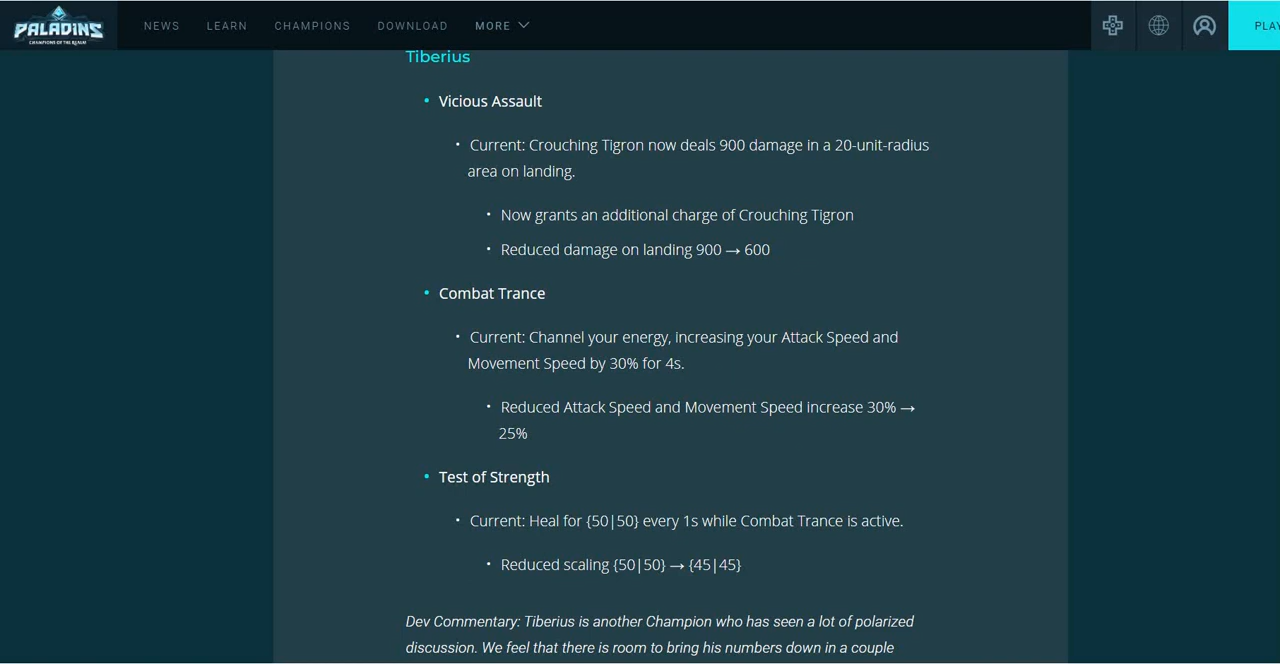 PALADINS
CHAMPIONS OF THE REALM
NEWS
LEARN
CHAMPIONS
DOWNLOAD
MORE
PLAY
Tiberius
• Vicious Assault
• Current: Crouching Tigron now deals 900 damage in a 20-unit-radius
area on landing.
• Now grants an additional charge of Crouching Tigron
• Reduced damage on landing 900 → 600
• Combat Trance
• Current: Channel your energy, increasing your Attack Speed and
Movement Speed by 30% for 4s.
• Reduced Attack Speed and Movement Speed increase 30% →
25%
• Test of Strength
• Current: Heal for {50|50} every 1s while Combat Trance is active.
• Reduced scaling {50|50} → {45|45}
Dev Commentary: Tiberius is another Champion who has seen a lot of polarized
discussion. We feel that there is room to bring his numbers down in a couple